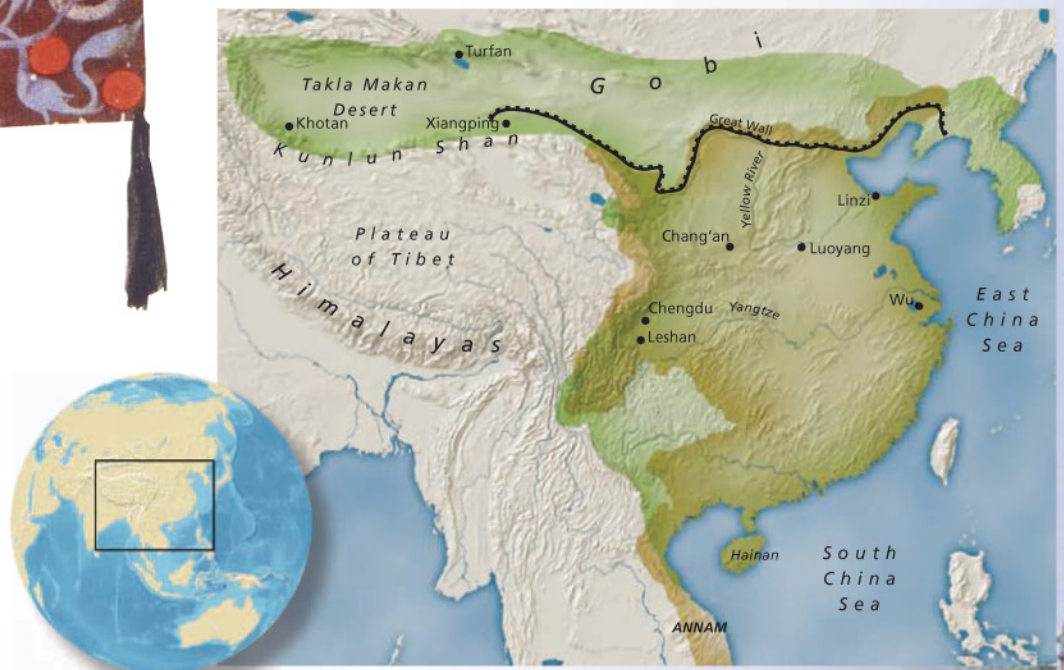 Turfan
G o b i
Takla Makan
Desert
Khotan
Xiangping
Kunlun Shan
Great Wall
Yellow River
Linzi
Plateau
of Tibet
Chang'an
Luoyang
Himalayas
Chengdu
Yangtze
Wu
East
China
Sea
Leshan
Hainan
South
China
Sea
ANNAM